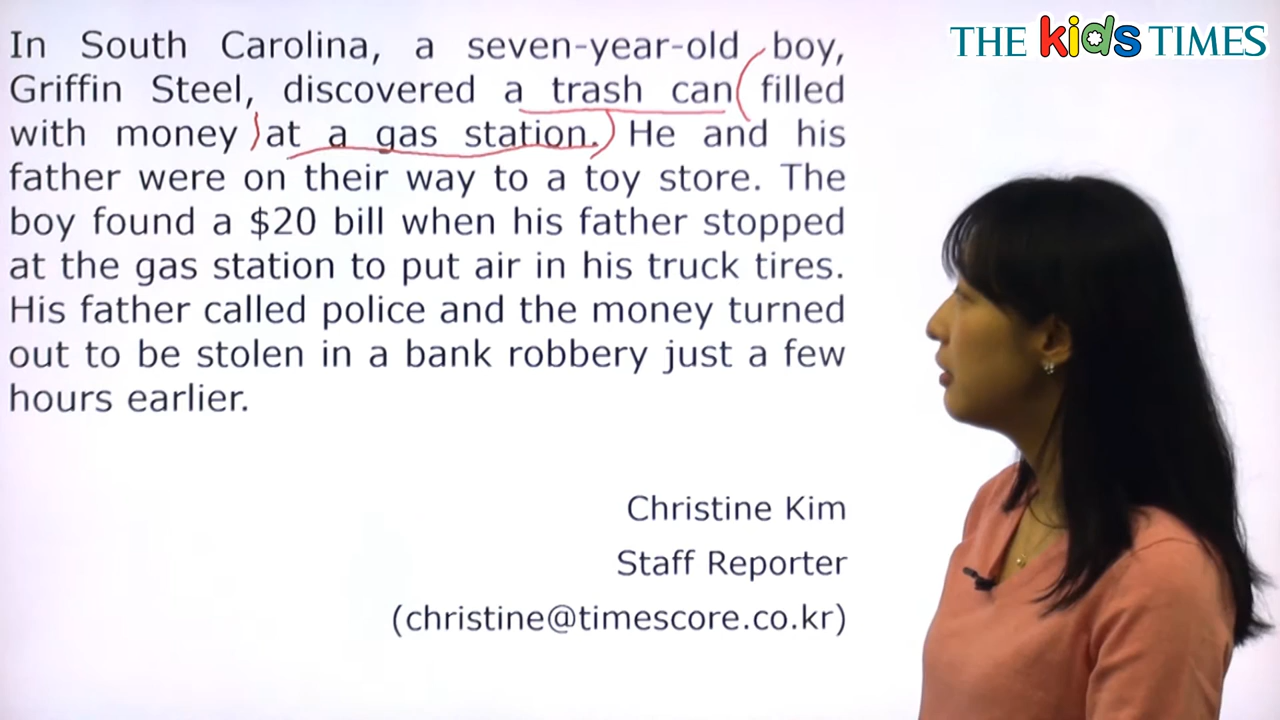 THE kids TIMES
In South Carolina, a seven-year-old boy,
Griffin Steel, discovered a trash can filled
with money at a gas station. He and his
father were on their way to a toy store. The
boy found a $20 bill when his father stopped
at the gas station to put air in his truck tires.
His father called police and the money turned
out to be stolen in a bank robbery just a few
hours earlier.
Christine Kim
Staff Reporter
(christine@timescore.co.kr)